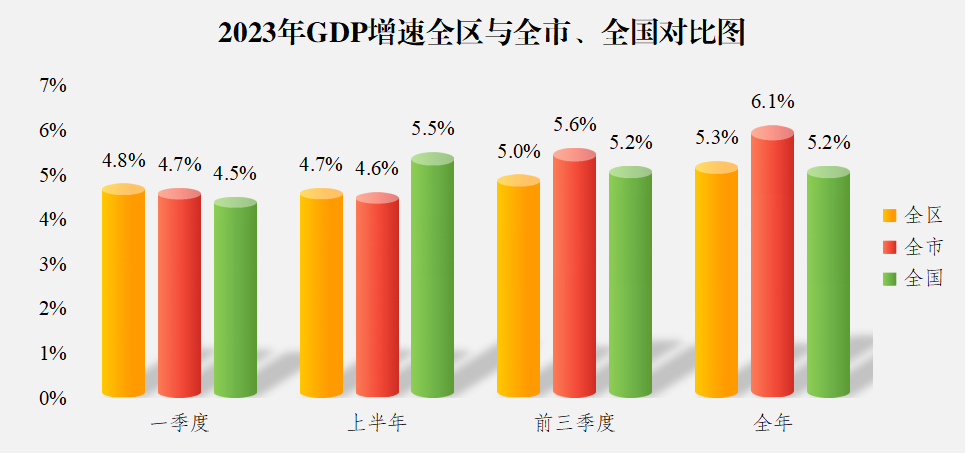 2023年GDP增速全区与全市、全国对比图
7%
6%
5%
4%
3%
2%
1%
0%
4.8%
4.7%
4.5%
4.7%
4.6%
5.5%
5.0%
5.6%
5.2%
5.3%
6.1%
5.2%
一季度
上半年
前三季度
全年
全区
全市
全国